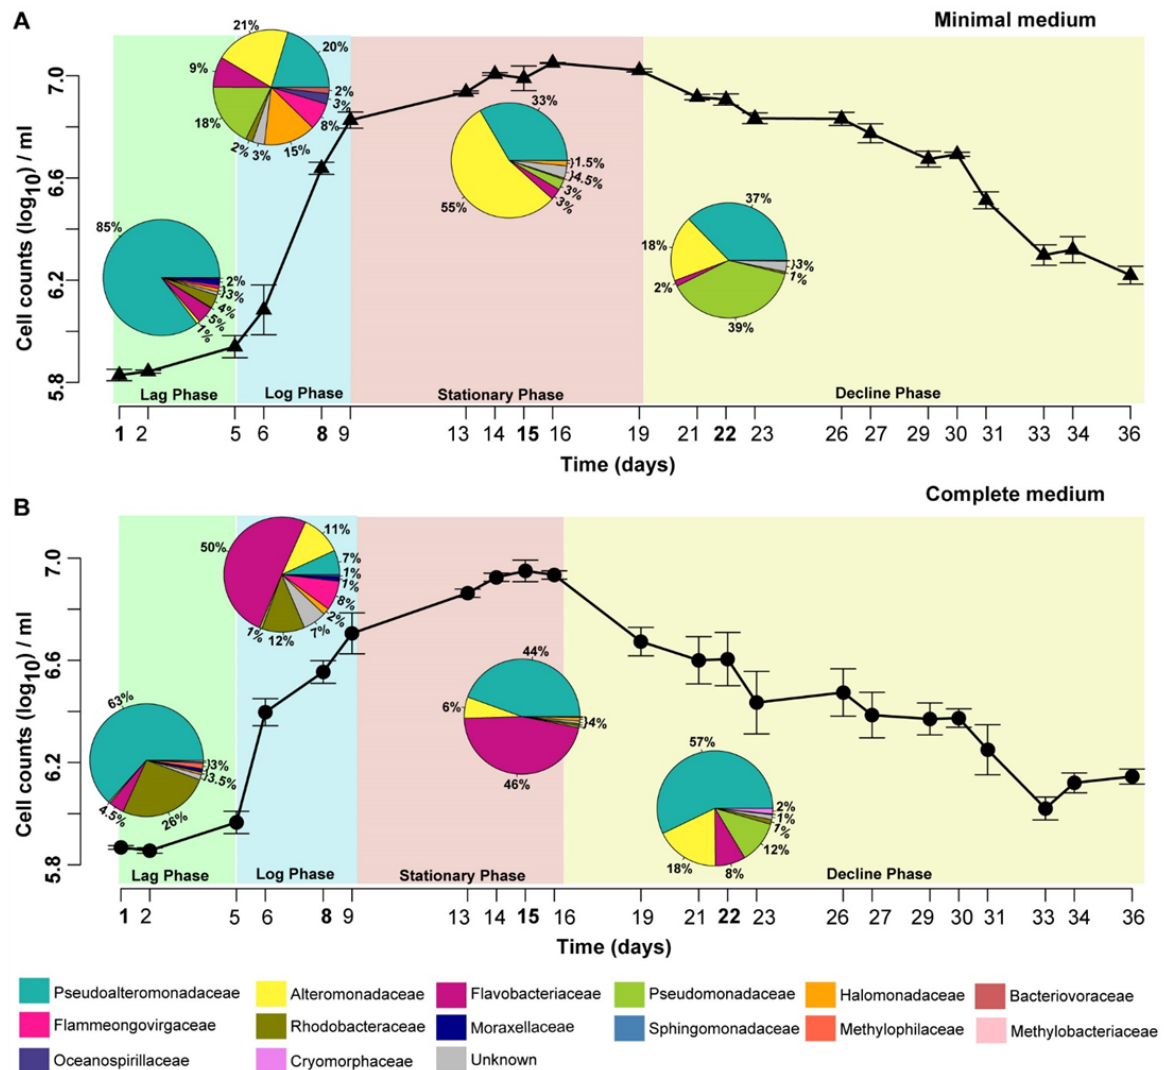 A
Minimal medium
Cell counts (log10) / ml
7.0
6.6
6.2
5.8
85%
2%
3%
4%
5%
1%
21%
20%
9%
2%
3%
8%
18%
2%
3%
15%
33%
1.5%
4.5%
3%
3%
55%
37%
18%
3%
1%
2%
39%
Lag Phase
Log Phase
Stationary Phase
Decline Phase
1 2 5 6 8 9 13 14 15 16 19 21 22 23 26 27 29 30 31 33 34 36
Time (days)
B
Complete medium
Cell counts (log10) / ml
7.0
6.6
6.2
5.8
63%
3%
3.5%
4.5%
26%
50%
11%
7%
1%
1%
8%
2%
7%
12%
1%
44%
6%
4%
46%
57%
2%
1%
1%
12%
18%
8%
Lag Phase
Log Phase
Stationary Phase
Decline Phase
1 2 5 6 8 9 13 14 15 16 19 21 22 23 26 27 29 30 31 33 34 36
Time (days)
Pseudoalteromonadaceae Alteromonadaceae Flavobacteriaceae Pseudomonadaceae Halomonadaceae Bacteriovoraceae
Flammeongovirgaceae Rhodobacteraceae Moraxellaceae Sphingomonadaceae Methylophilaceae Methylobacteriaceae
Oceanospirillaceae Cryomorphaceae Unknown